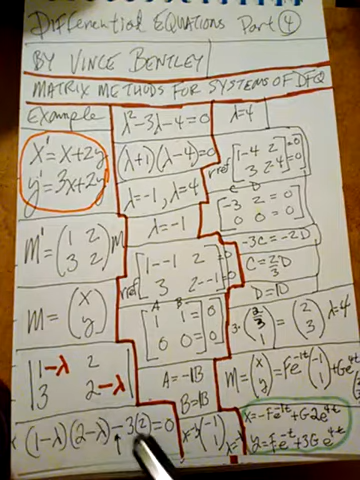 Differential EQUATIONS Part 4
BY VINCE BENTLEY
MATRIX METHODS FOR SYSTEMS OF DFQ
Example
X' = X+2y
y' = 3x+2y
M' = (1 2
3 2) M
M = (X
y)
|1-λ 2
3 2-λ|
(1-λ)(2-λ) - 3(2) = 0
λ²-3λ-4=0
(λ+1)(λ-4)=0
λ=-1, λ=4
λ=-1
rref [1--1 2 =0
3 2--1 =0]
A B
[1 1 =0
0 0 =0]
A = -1B
B = 1B
(-1
1)
λ=4
rref [1-4 2 =0
3 2-4 =0]
C D
[-3 2 =0
0 0 =0]
-3C = -2D
C = 2D/3
D = 1D
3·(2/3
1) = (2
3) λ=4
M = (x
y) = Fe^-1t (-1
1) + Ge^4t
x = -Fe^-1t + G2e^4t
y = Fe^-t + 3Ge^4t